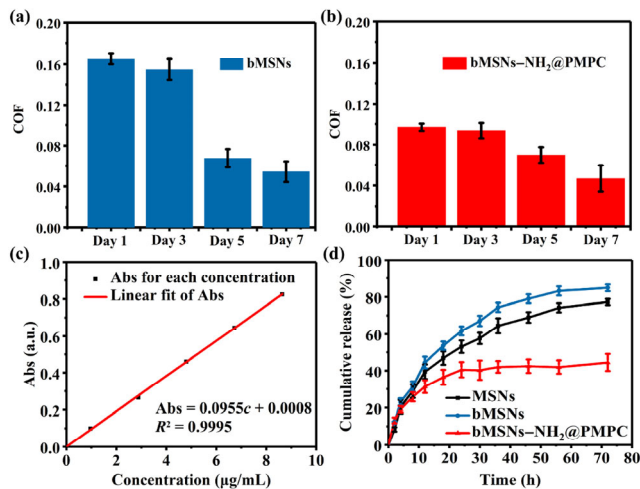 (a)
0.20
0.16
0.12
0.08
0.04
0.00
COF
bMSNs
Day 1 Day 3 Day 5 Day 7
(b)
0.20
0.16
0.12
0.08
0.04
0.00
COF
bMSNs–NH₂@PMPC
Day 1 Day 3 Day 5 Day 7
(c)
0.8
0.6
0.4
0.2
0.0
Abs (a.u.)
Abs for each concentration
Linear fit of Abs
Abs = 0.0955c + 0.0008
R² = 0.9995
0 2 4 6 8 10
Concentration (μg/mL)
(d)
100
80
60
40
20
0
Cumulative release (%)
MSNs
bMSNs
bMSNs–NH₂@PMPC
0 10 20 30 40 50 60 70 80
Time (h)